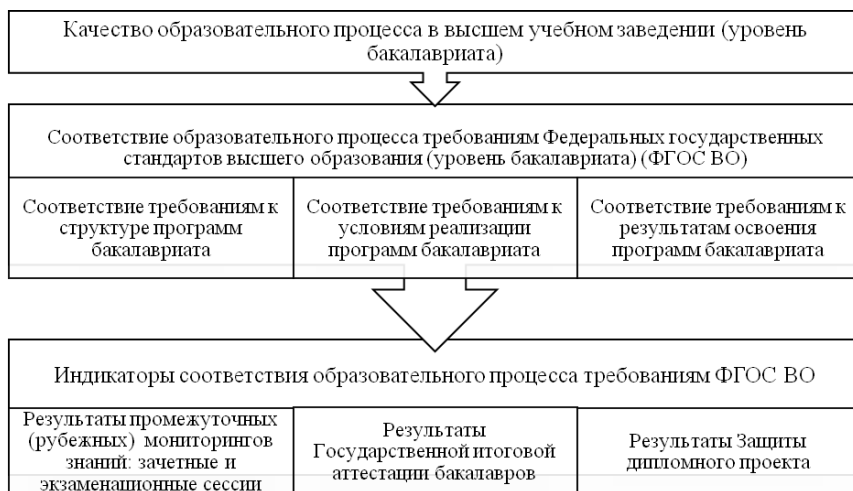 Качество образовательного процесса в высшем учебном заведении (уровень
бакалавриата)
Соответствие образовательного процесса требованиям Федеральных государственных
стандартов высшего образования (уровень бакалавриата) (ФГОС ВО)
Соответствие требованиям к
структуре программ
бакалавриата
Соответствие требованиям к
условиям реализации
программ бакалавриата
Соответствие требованиям к
результатам освоения
программ бакалавриата
Индикаторы соответствия образовательного процесса требованиям ФГОС ВО
Результаты промежуточных
(рубежных) мониторингов
знаний: зачетные и
экзаменационные сессии
Результаты
Государственной итоговой
аттестации бакалавров
Результаты Защиты
дипломного проекта